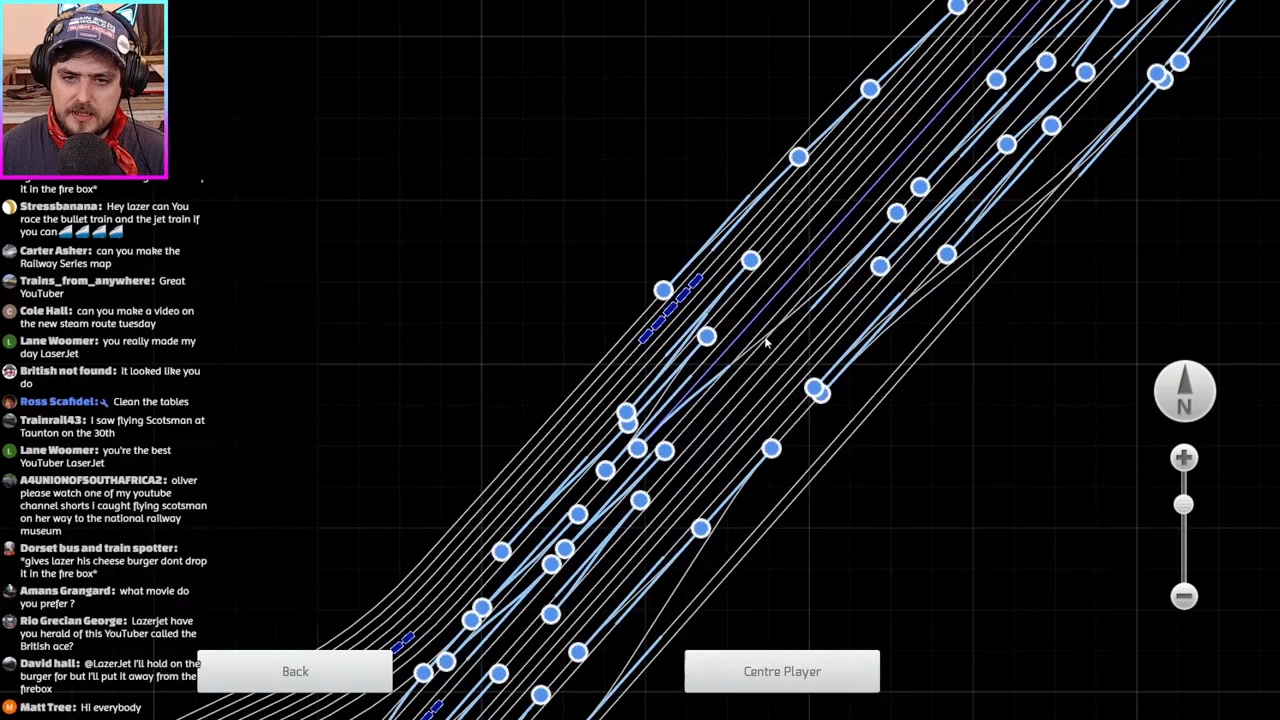 it in the fire box*
Stressbanana: Hey lazer can You
race the bullet train and the jet train if
you can
Carter Asher: can you make the
Railway Series map
Trains_from_anywhere: Great
YouTuber
Cole Hall: can you make a video on
the new steam route tuesday
Lane Woomer: you really made my
day LaserJet
British not found: it looked like you
do
Ross Scafidel: Clean the tables
Trainrail43: I saw flying Scotsman at
Taunton on the 30th
Lane Woomer: you're the best
YouTuber LaserJet
A4UNIONOFSOUTHAFRICA2: oliver
please watch one of my youtube
channel shorts i caught flying scotsman
on her way to the national railway
museum
Dorset bus and train spotter:
*gives lazer his cheese burger dont drop
it in the fire box*
Amans Grangard: what movie do
you prefer ?
Rio Grecian George: Lazerjet have
you herald of this YouTuber called the
British ace?
David hall: @LazerJet I'll hold on the
burger for but I'll put it away from the
firebox
Matt Tree: Hi everybody
Back
Centre Player
N